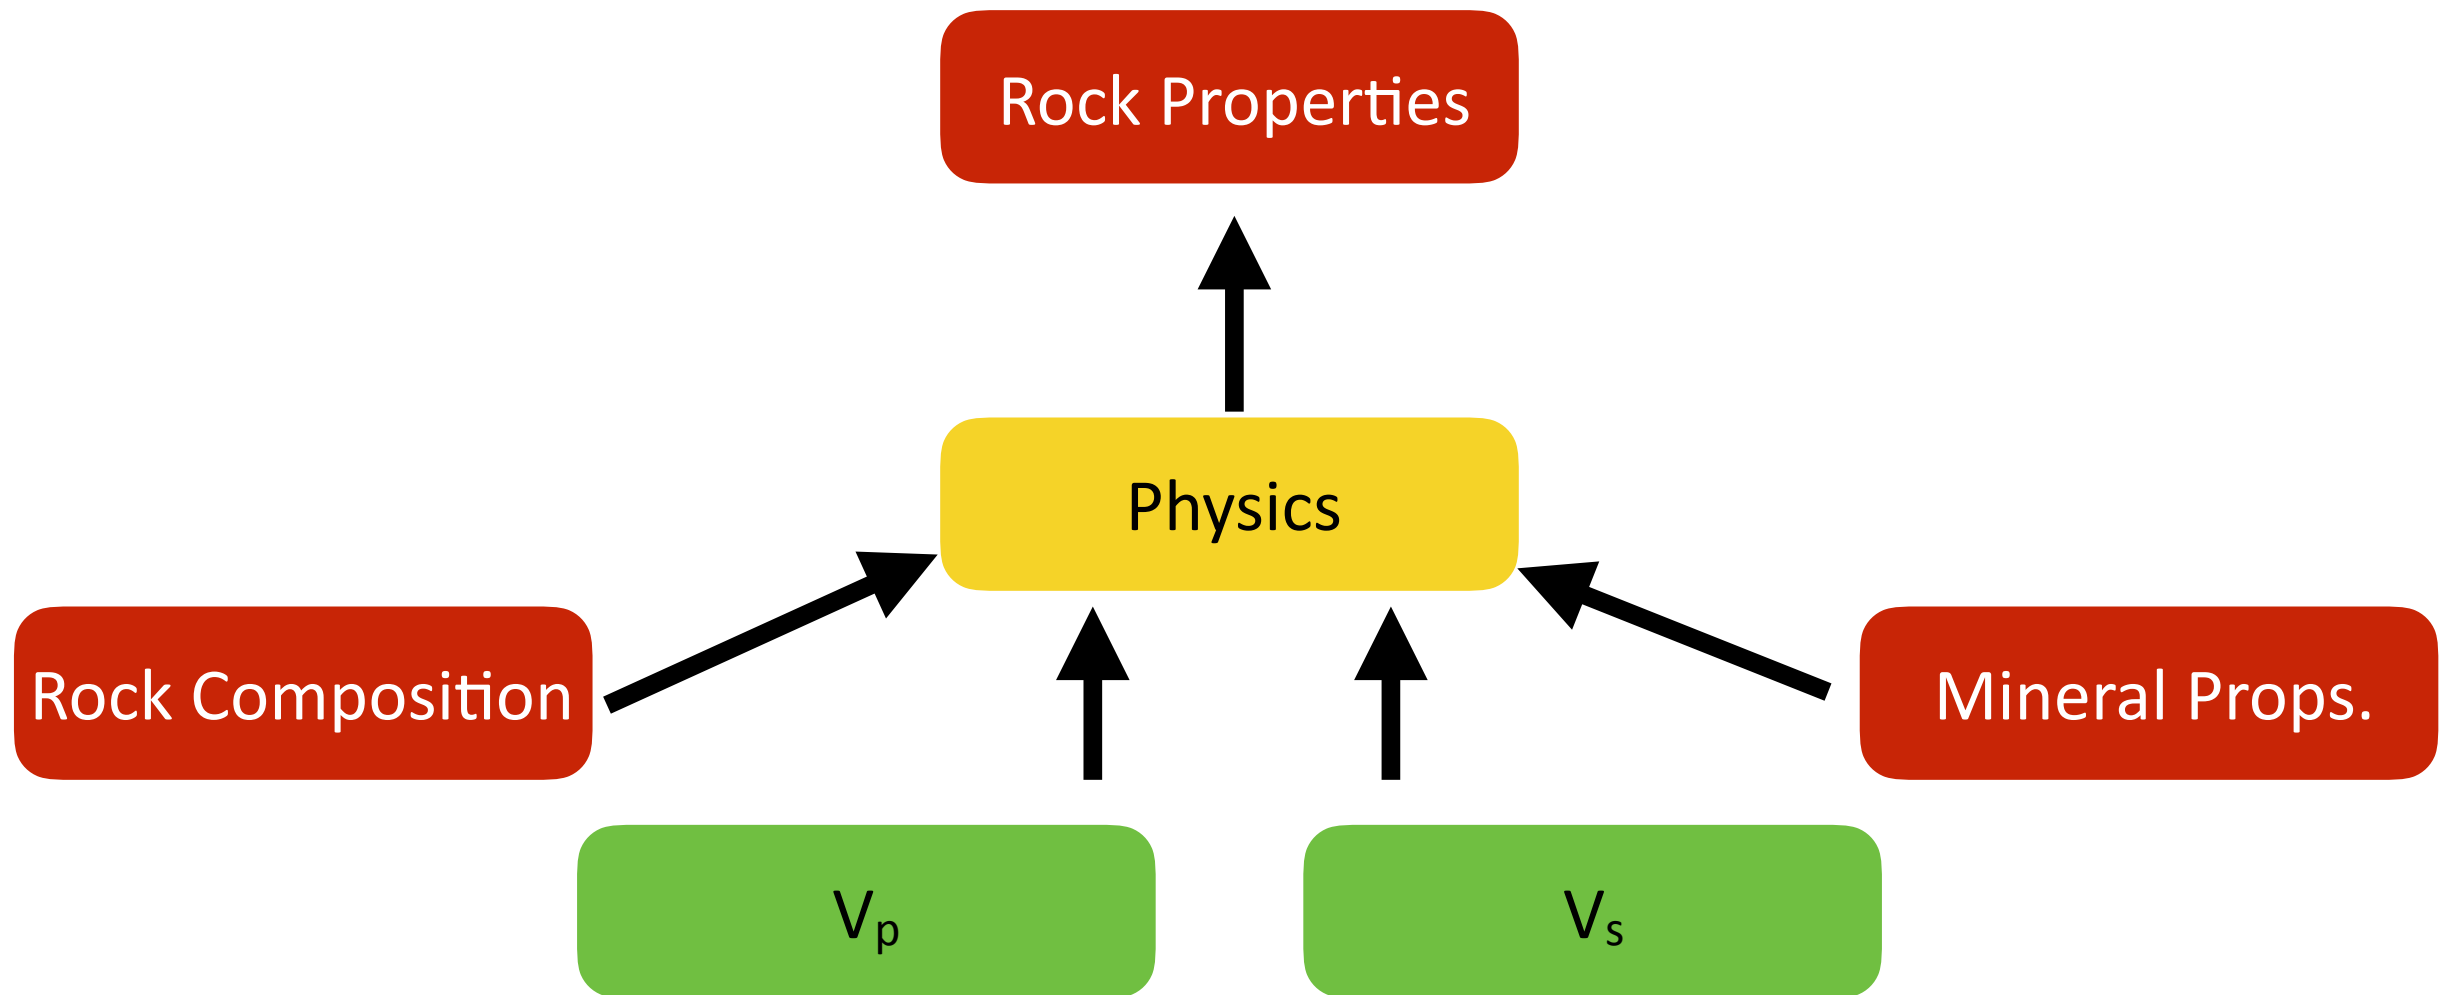 Rock Properties
Physics
Rock Composition
Mineral Props.
Vₚ
Vₛ